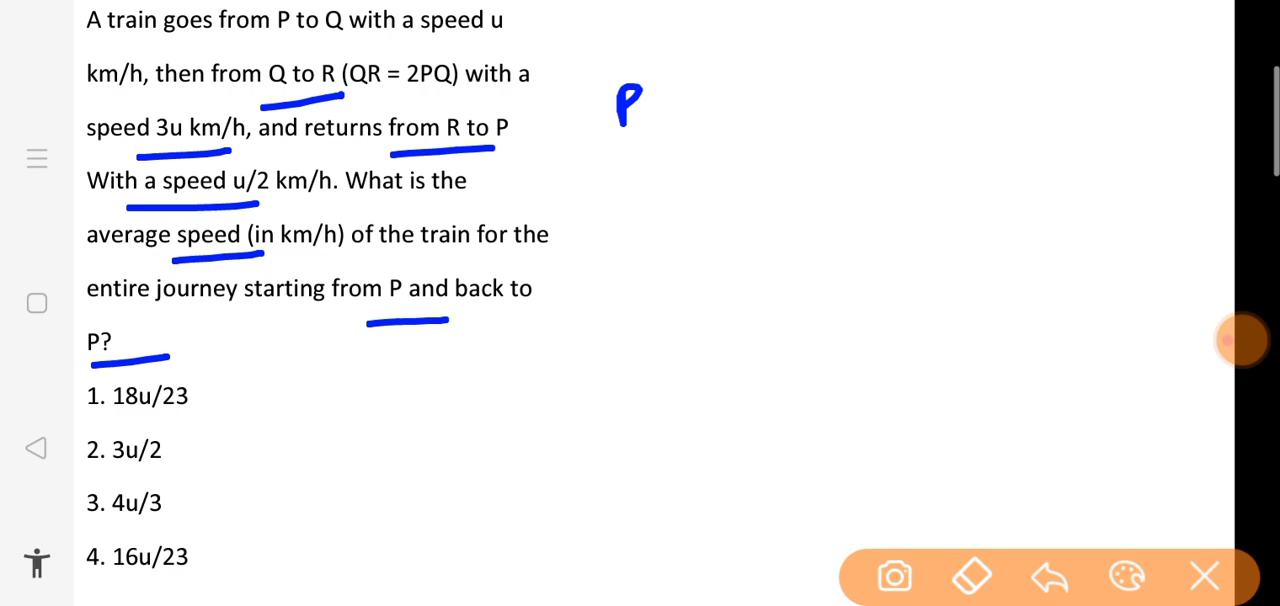 A train goes from P to Q with a speed u
km/h, then from Q to R (QR = 2PQ) with a
speed 3u km/h, and returns from R to P
With a speed u/2 km/h. What is the
average speed (in km/h) of the train for the
entire journey starting from P and back to
P?
1. 18u/23
2. 3u/2
3. 4u/3
4. 16u/23
P